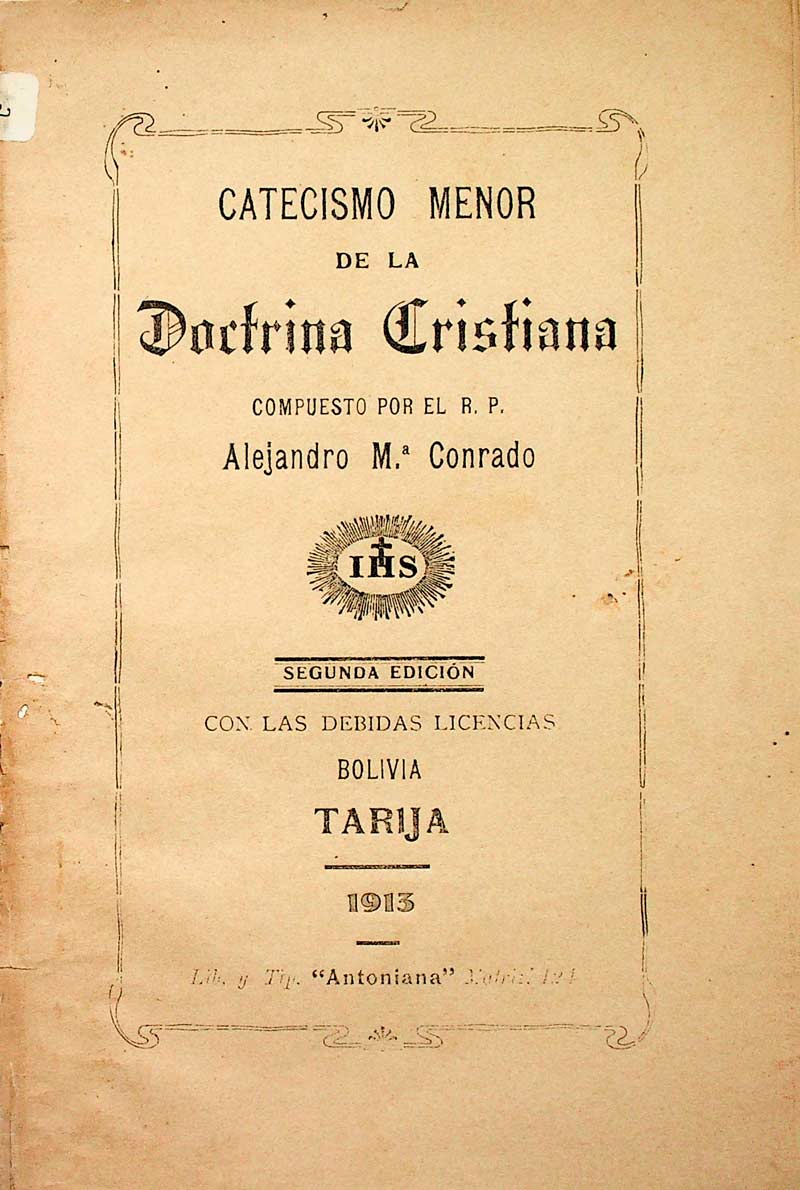 CATECISMO MENOR
DE LA
Doctrina Cristiana
COMPUESTO POR EL R. P.
Alejandro M.ª Conrado
IHS
SEGUNDA EDICIÓN
CON LAS DEBIDAS LICENCIAS
BOLIVIA
TARIJA
1913
Lib. y Tip. "Antoniana"